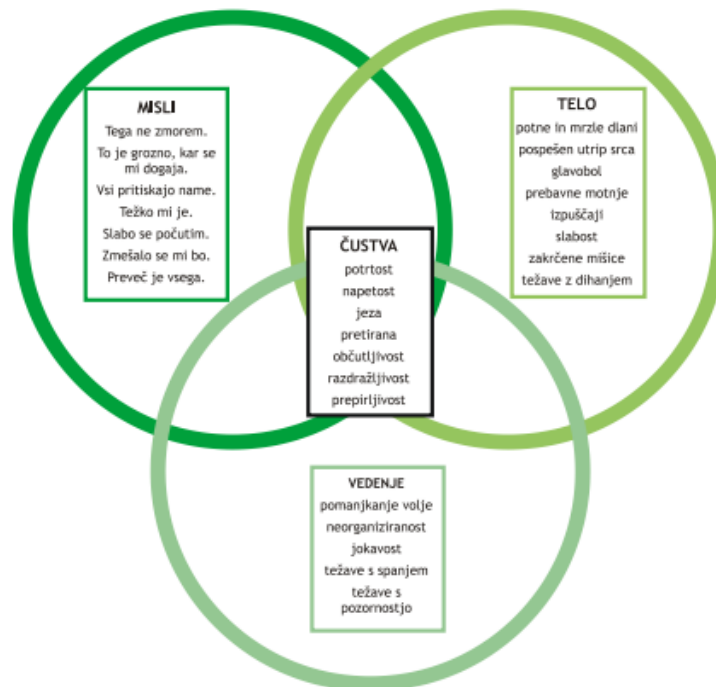 MISLI
Tega ne zmorem.
To je grozno, kar se
mi dogaja.
Vsi pritiskajo name.
Težko mi je.
Slabo se počutim.
Zmešalo se mi bo.
Preveč je vsega.
TELO
potne in mrzle dlani
pospešen utrip srca
glavobol
prebavne motnje
izpuščaji
slabost
zakrčene mišice
težave z dihanjem
ČUSTVA
potrtost
napetost
jeza
pretirana
občutljivost
razdražljivost
prepirljivost
VEDENJE
pomanjkanje volje
neorganiziranost
jokavost
težave s spanjem
težave s
pozornostjo